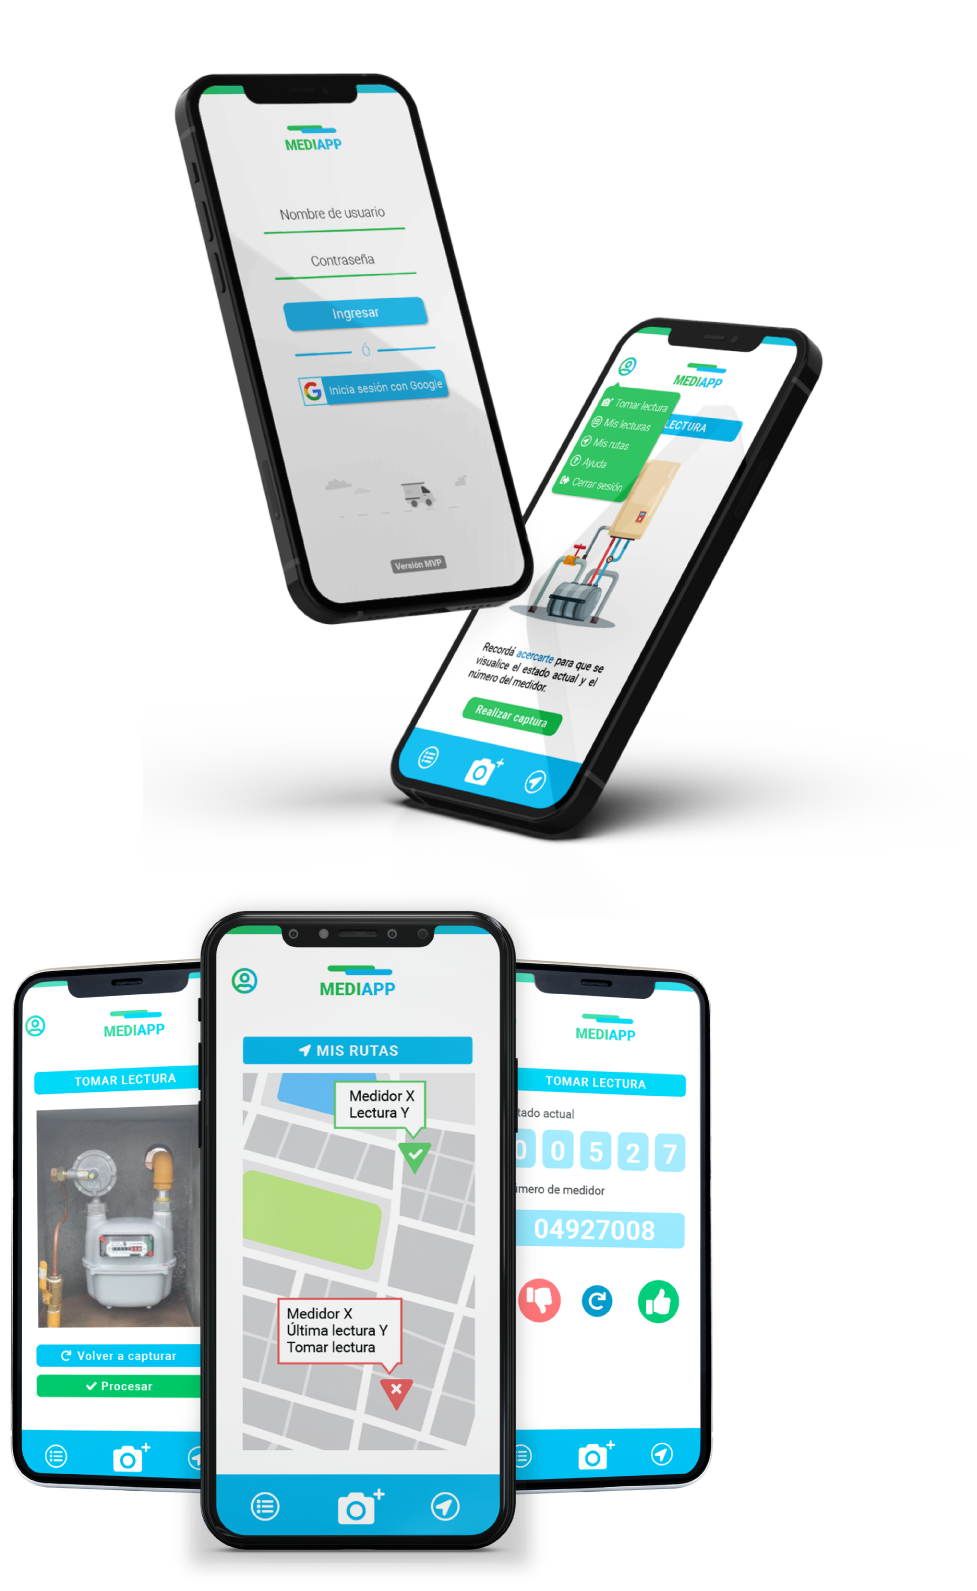 MEDIAPP
Nombre de usuario
Contraseña
Ingresar
Ó
Inicia sesión con Google
Versión MVP
MEDIAPP
LECTURA
Tomar lectura
Mis lecturas
Mis rutas
Ayuda
Cerrar sesión
Recordá acercarte para que se
visualice el estado actual y el
número del medidor.
Realizar captura
MEDIAPP
TOMAR LECTURA
Volver a capturar
Procesar
MEDIAPP
MIS RUTAS
Medidor X
Lectura Y
Medidor X
Última lectura Y
Tomar lectura
MEDIAPP
TOMAR LECTURA
tado actual
0 0 5 2 7
úmero de medidor
04927008